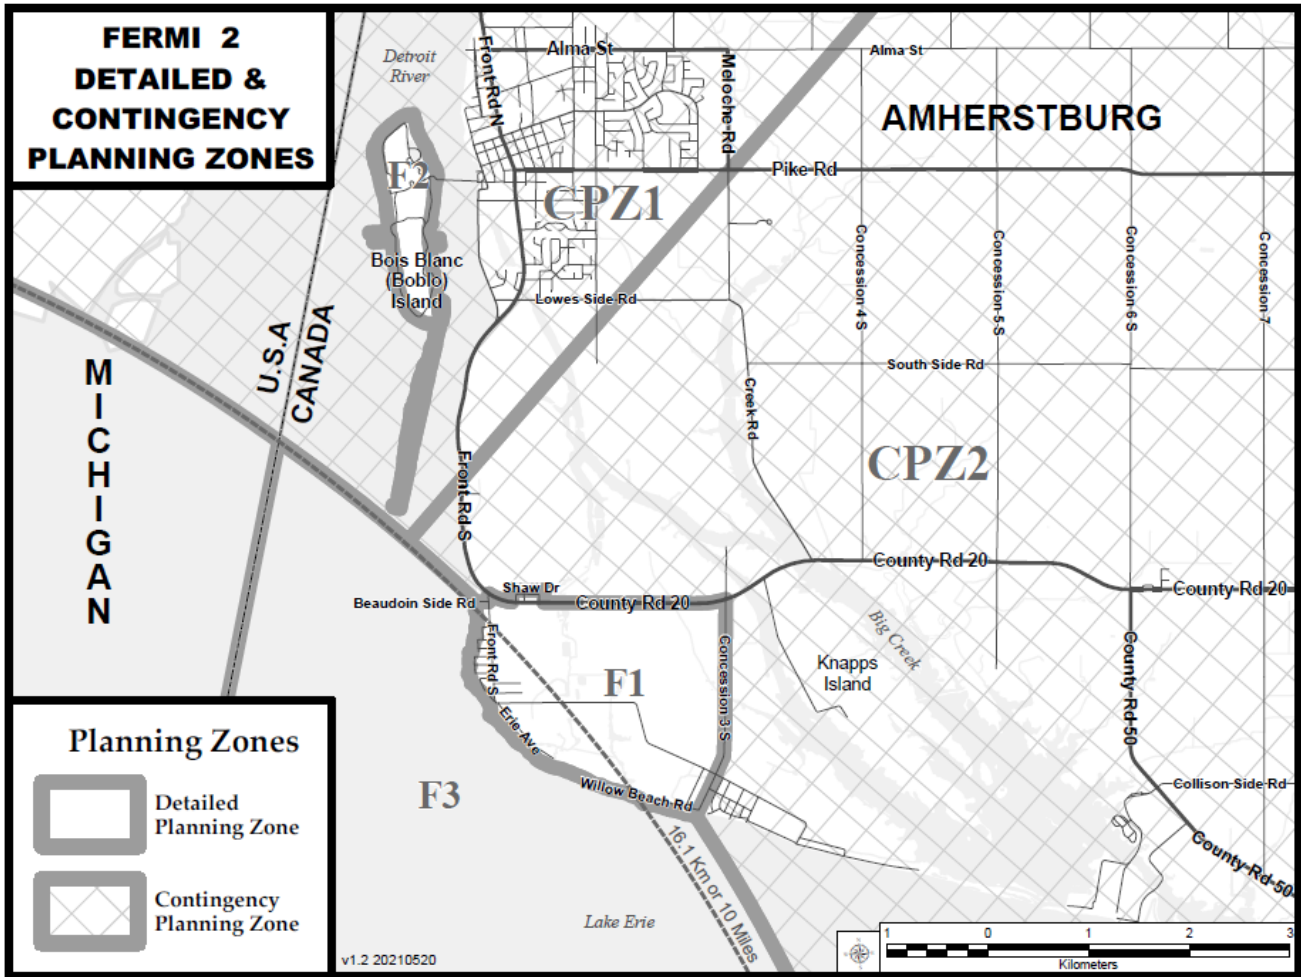 FERMI 2
DETAILED &
CONTINGENCY
PLANNING ZONES
Detroit
River
Front Rd N
Alma St
Meloche Rd
Alma St
AMHERSTBURG
Pike Rd
F2
CPZ1
Bois Blanc
(Boblo)
Island
Lowes Side Rd
Concession 4 S
Concession 5 S
Concession 6 S
Concession 7
U.S.A
CANADA
MICHIGAN
South Side Rd
Creek Rd
CPZ2
Front Rd S
County Rd 20
Shaw Dr
County Rd 20
County Rd 20
Beaudoin Side Rd
Front Rd S
Concession 3 S
Big Creek
Knapps
Island
County Rd 50
F1
Erie Ave
Willow Beach Rd
F3
Collison Side Rd
County Rd 50
16.1 Km or 10 Miles
Lake Erie
Planning Zones
Detailed
Planning Zone
Contingency
Planning Zone
v1.2 20210520
1 0 1 2 3
Kilometers